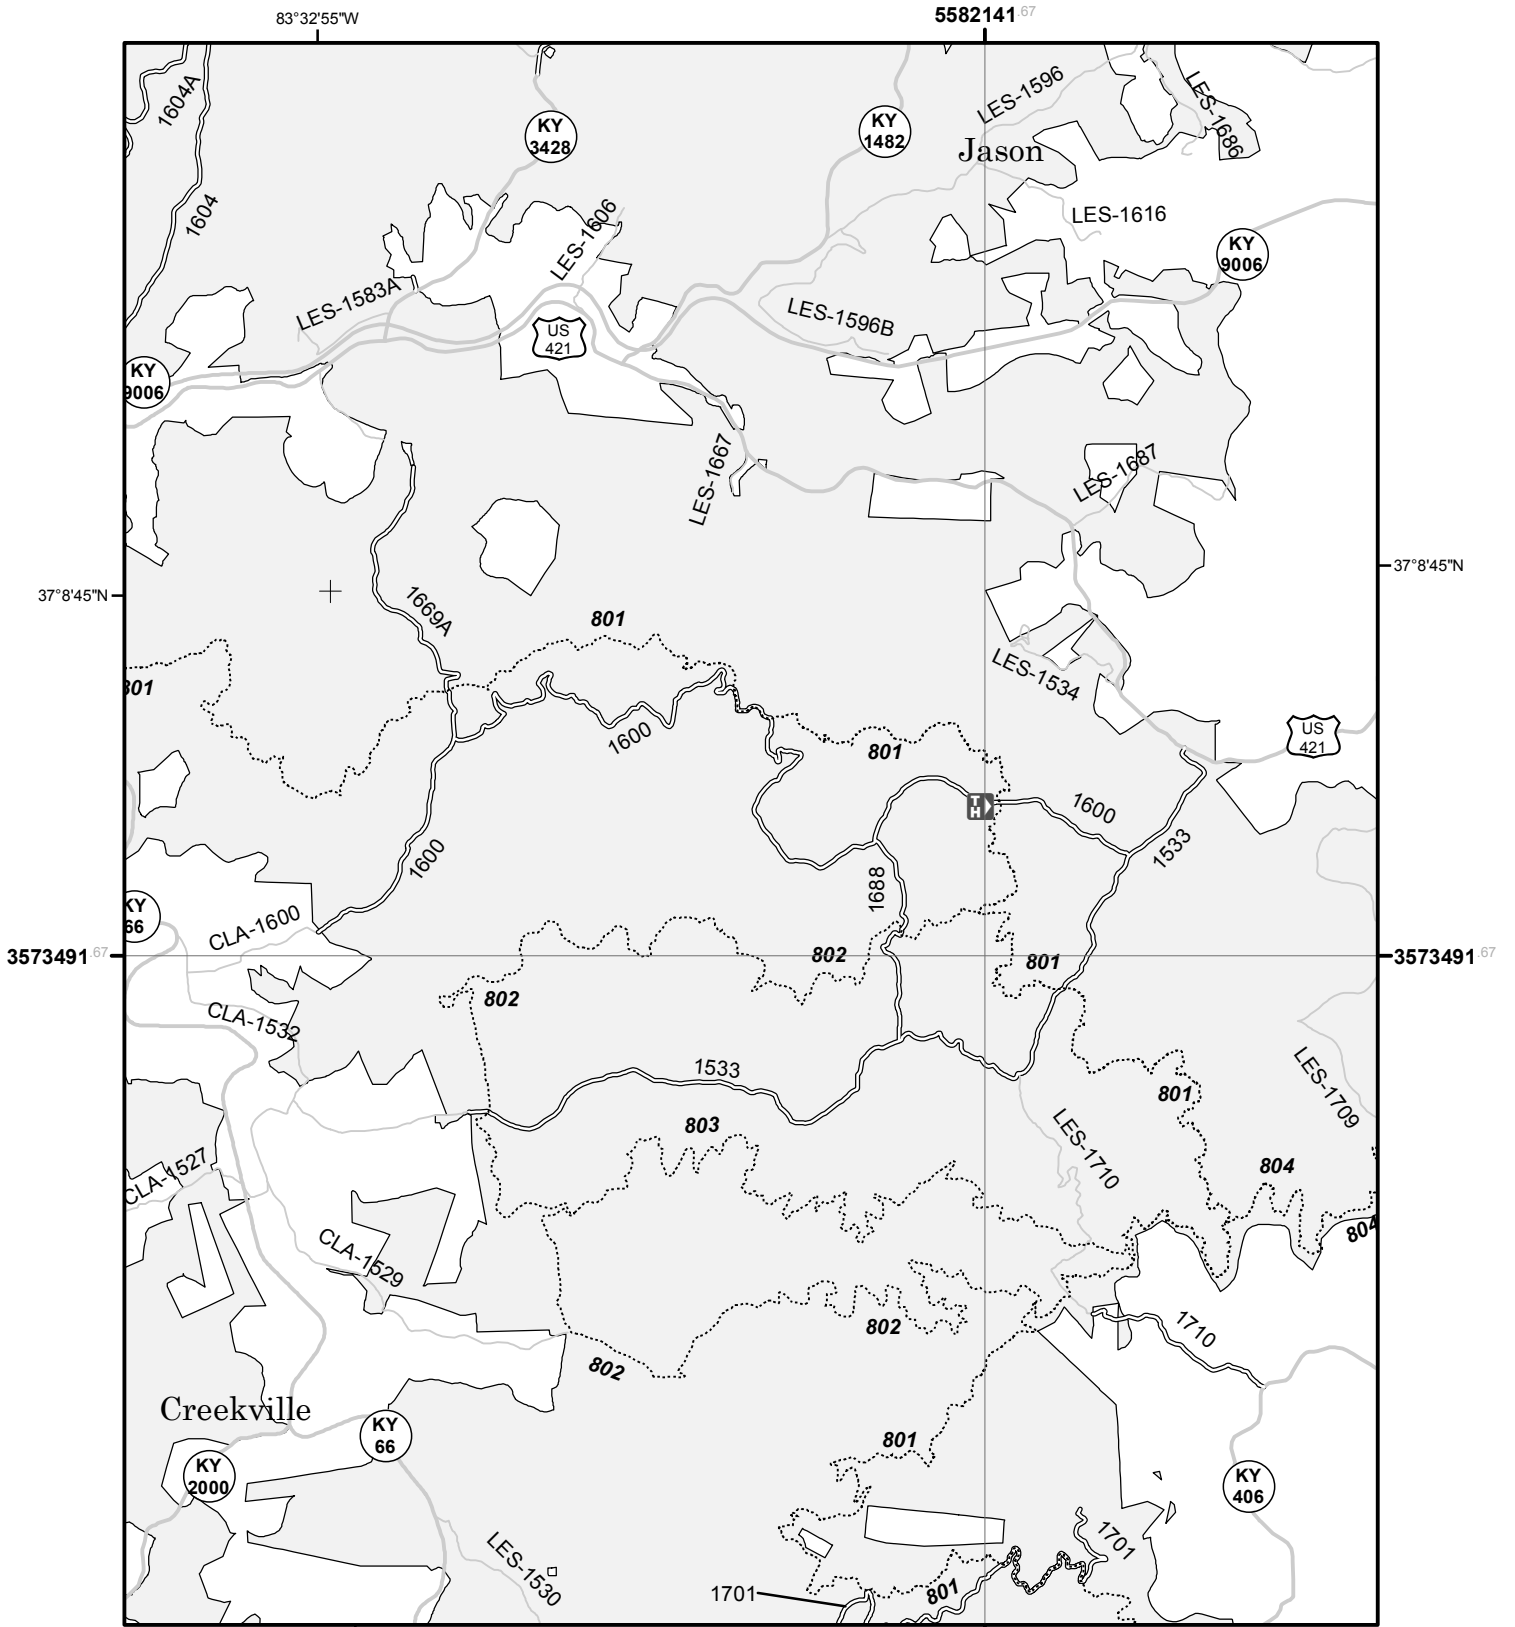 83°32'55"W
5582141.67
1604A
KY
3428
KY
1482
LES-1596
LES-1686
Jason
1604
LES-1606
LES-1616
KY
9006
LES-1583A
LES-1596B
US
421
KY
9006
LES-1667
LES-1687
37°8'45"N
37°8'45"N
1669A
801
LES-1534
801
1600
801
US
421
1600
1533
1600
1688
KY
66
CLA-1600
3573491.67
802
801
3573491.67
802
CLA-1532
1533
801
LES-1709
803
LES-1710
804
CLA-1527
804
CLA-1529
802
1710
802
Creekville
KY
66
801
KY
2000
KY
406
1701
LES-1530
1701
801